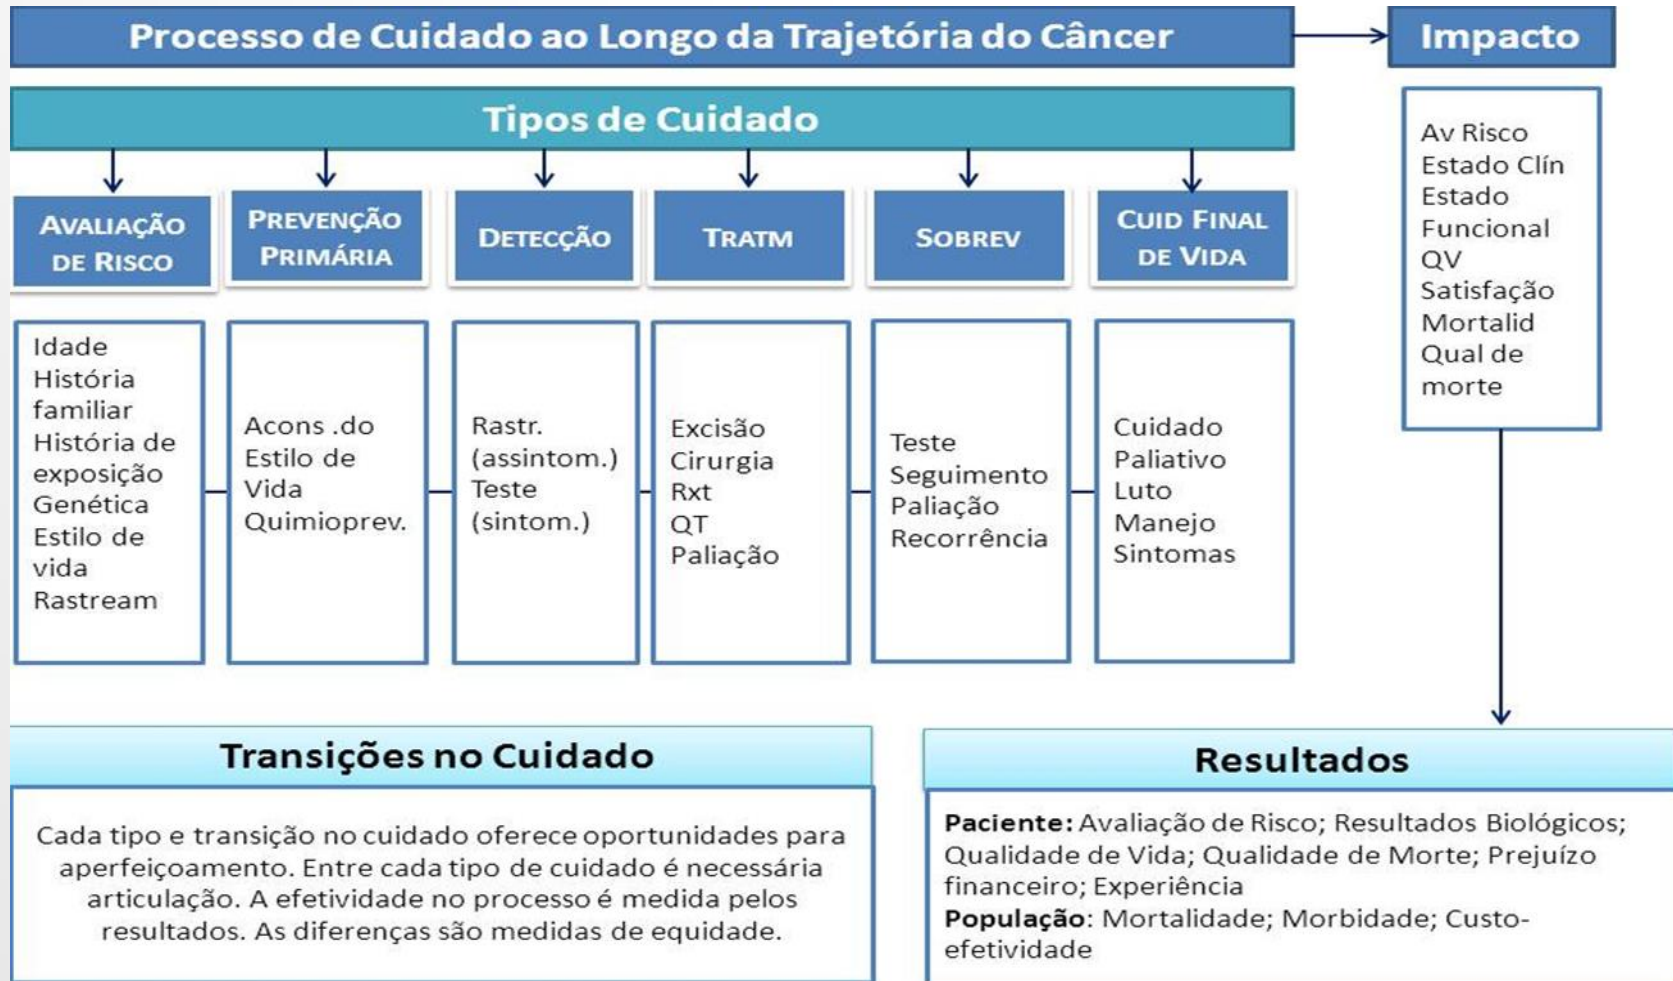 Processo de Cuidado ao Longo da Trajetória do Câncer
Impacto
Tipos de Cuidado
AVALIAÇÃO
DE RISCO
PREVENÇÃO
PRIMÁRIA
DETECÇÃO
TRATM
SOBREV
CUID FINAL
DE VIDA
Idade
História
familiar
História de
exposição
Genética
Estilo de
vida
Rastream
Acons .do
Estilo de
Vida
Quimioprev.
Rastr.
(assintom.)
Teste
(sintom.)
Excisão
Cirurgia
Rxt
QT
Paliação
Teste
Seguimento
Paliação
Recorrência
Cuidado
Paliativo
Luto
Manejo
Sintomas
Av Risco
Estado Clín
Estado
Funcional
QV
Satisfação
Mortalid
Qual de
morte
Transições no Cuidado
Cada tipo e transição no cuidado oferece oportunidades para
aperfeiçoamento. Entre cada tipo de cuidado é necessária
articulação. A efetividade no processo é medida pelos
resultados. As diferenças são medidas de equidade.
Resultados
Paciente: Avaliação de Risco; Resultados Biológicos;
Qualidade de Vida; Qualidade de Morte; Prejuízo
financeiro; Experiência
População: Mortalidade; Morbidade; Custo-
efetividade